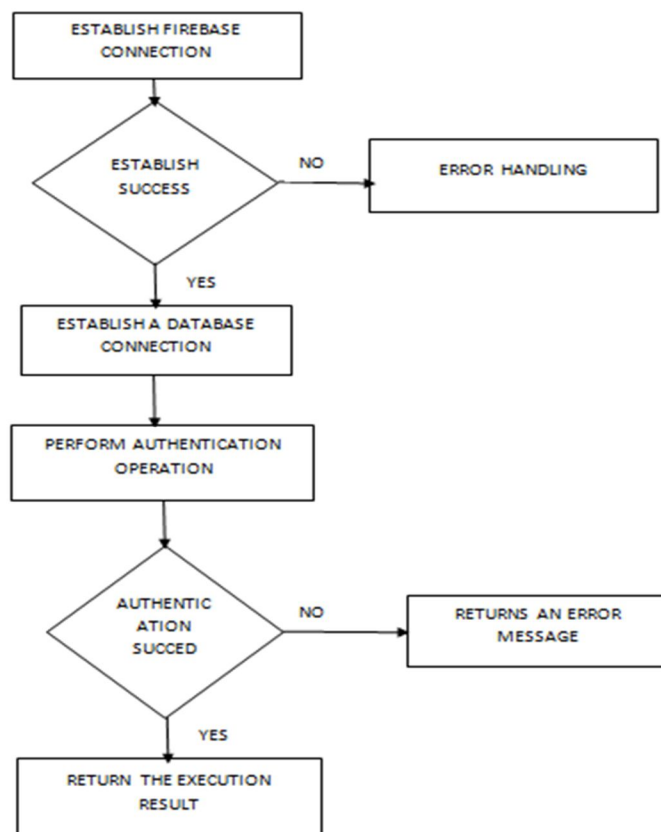 ESTABLISH FIREBASE
CONNECTION
ESTABLISH
SUCCESS
NO
ERROR HANDLING
YES
ESTABLISH A DATABASE
CONNECTION
PERFORM AUTHENTICATION
OPERATION
AUTHENTIC
ATION
SUCCED
NO
RETURNS AN ERROR
MESSAGE
YES
RETURN THE EXECUTION
RESULT